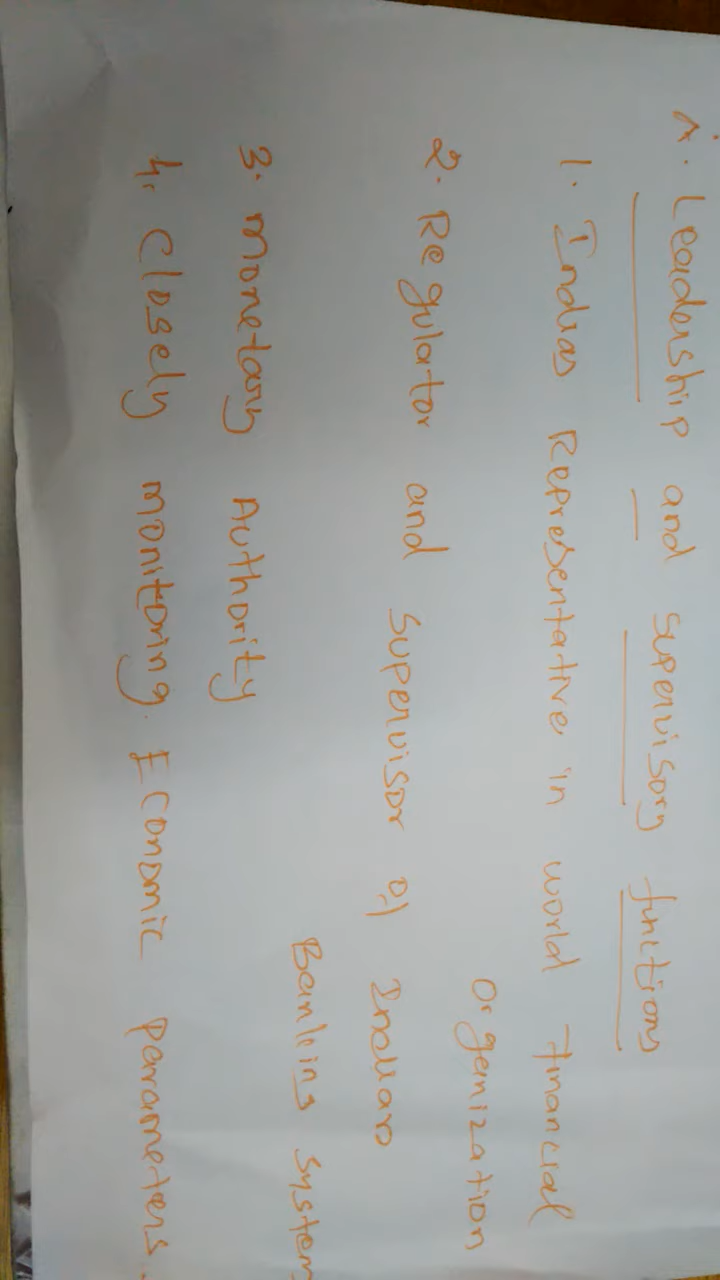 i. Leadership and supervisory functions
1. Indias Representative in world financial
Organization
2. Regulator and Supervisor of Indian
Banking System
3. Monetary Authority
4. Closely monitoring. Economic parameters.